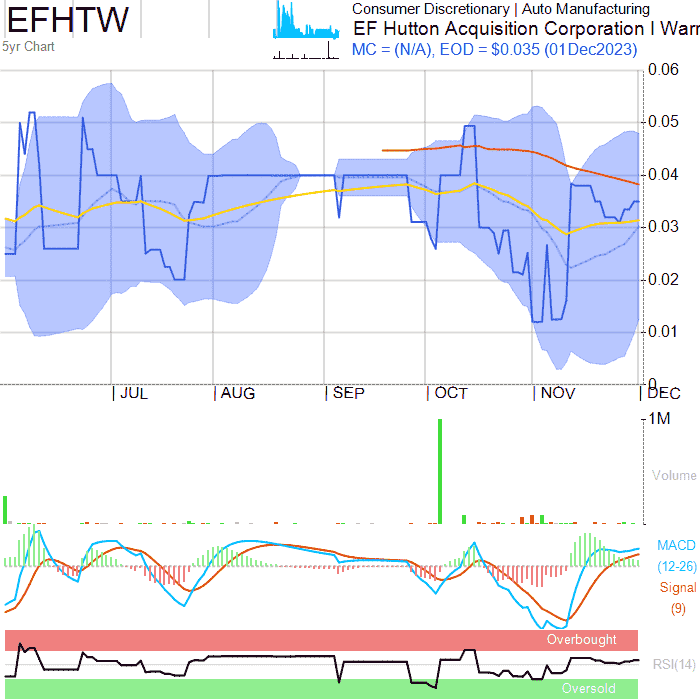 EFHTW
5yr Chart
Consumer Discretionary | Auto Manufacturing
EF Hutton Acquisition Corporation I Warr
MC = (N/A), EOD = $0.035 (01Dec2023)
0.06
0.05
0.04
0.03
0.02
0.01
0
JUL
AUG
SEP
OCT
NOV
DEC
1M
Volume
MACD
(12-26)
Signal
(9)
Overbought
RSI(14)
Oversold